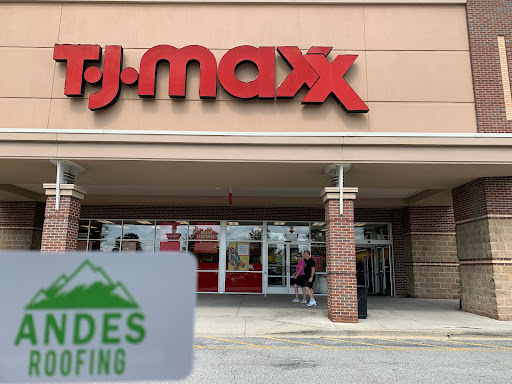 T.J.maxx
ANDES
ROOFING